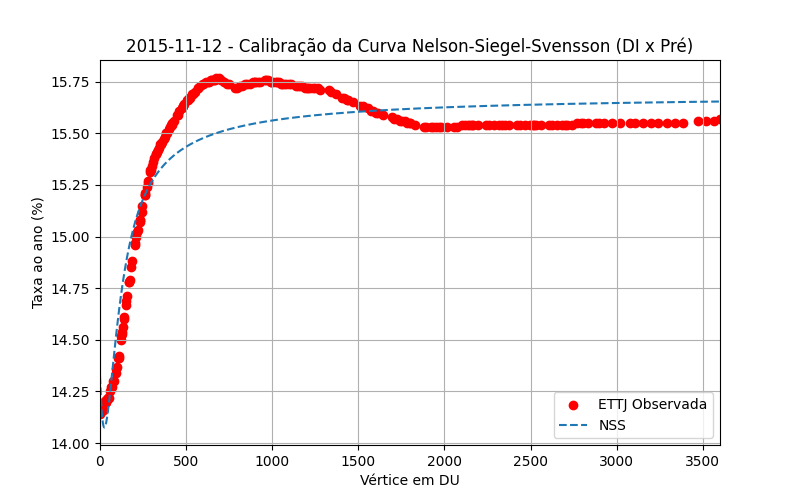 2015-11-12 - Calibração da Curva Nelson-Siegel-Svensson (DI x Pré)
Taxa ao ano (%)
15.75
15.50
15.25
15.00
14.75
14.50
14.25
14.00
ETTJ Observada
NSS
0 500 1000 1500 2000 2500 3000 3500
Vértice em DU